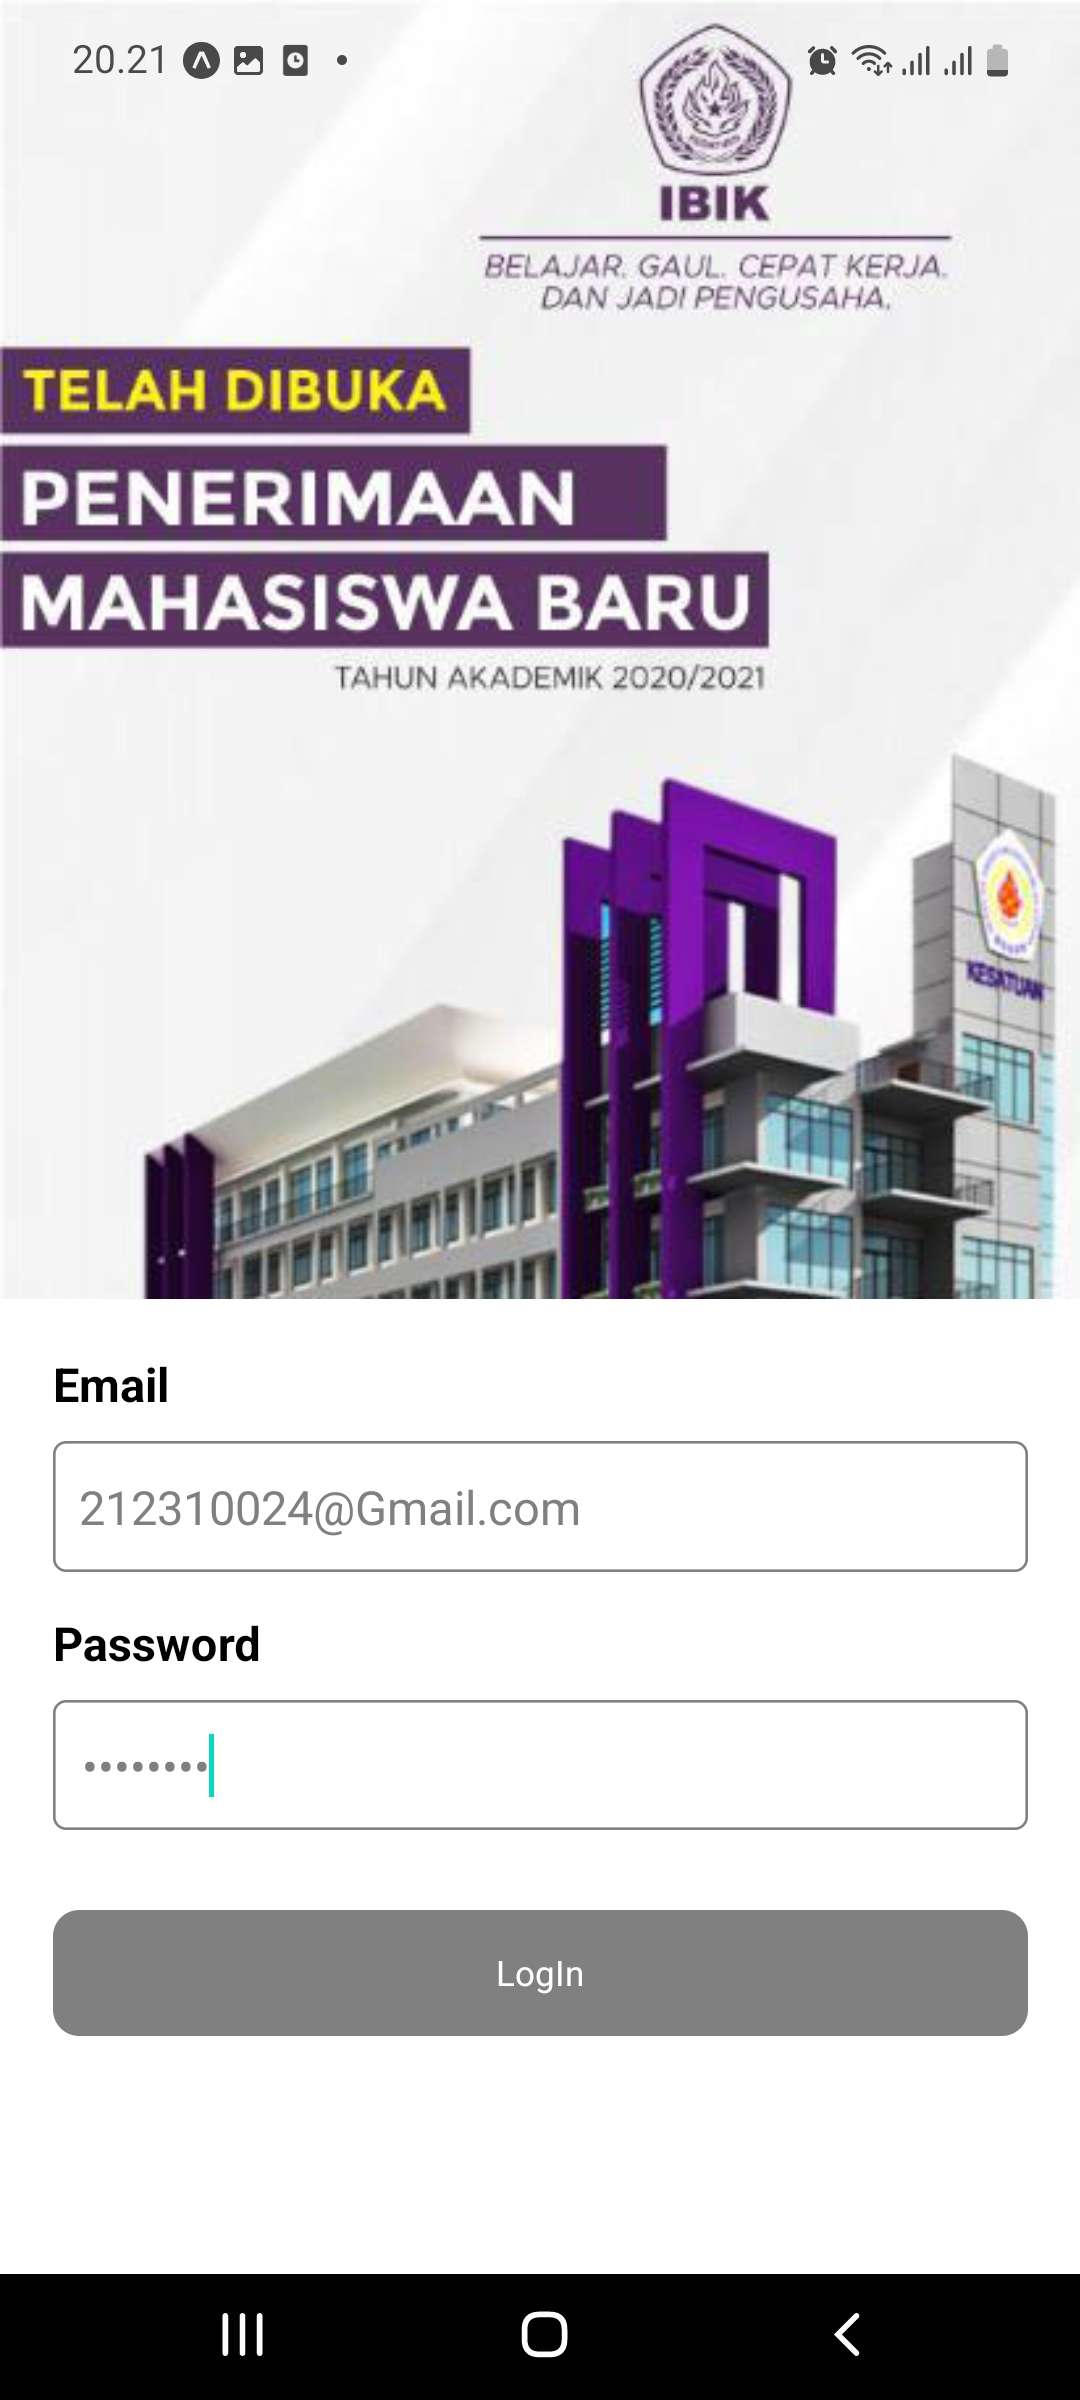 20.21
IBIK
BELAJAR. GAUL. CEPAT KERJA.
DAN JADI PENGUSAHA.
TELAH DIBUKA
PENERIMAAN
MAHASISWA BARU
TAHUN AKADEMIK 2020/2021
KESATUAN
Email
212310024@Gmail.com
Password
••••••••
LogIn